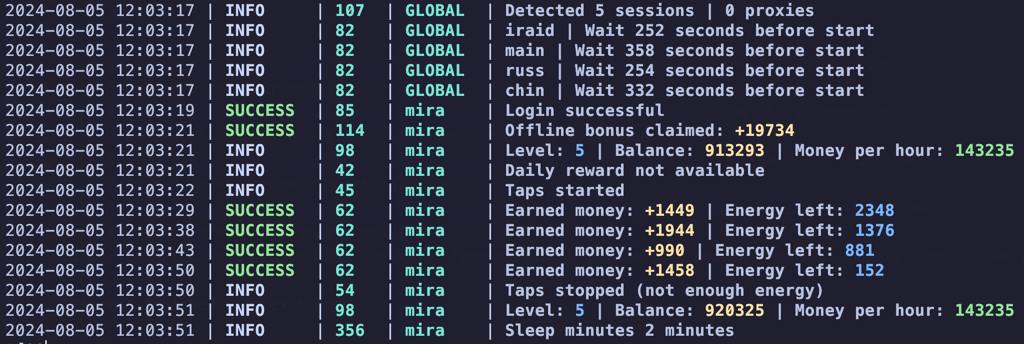 2024-08-05 12:03:17 | INFO | 107 | GLOBAL | Detected 5 sessions | 0 proxies
2024-08-05 12:03:17 | INFO | 82 | GLOBAL | iraid | Wait 252 seconds before start
2024-08-05 12:03:17 | INFO | 82 | GLOBAL | main | Wait 358 seconds before start
2024-08-05 12:03:17 | INFO | 82 | GLOBAL | russ | Wait 254 seconds before start
2024-08-05 12:03:17 | INFO | 82 | GLOBAL | chin | Wait 332 seconds before start
2024-08-05 12:03:19 | SUCCESS | 85 | mira | Login successful
2024-08-05 12:03:21 | SUCCESS | 114 | mira | Offline bonus claimed: +19734
2024-08-05 12:03:21 | INFO | 98 | mira | Level: 5 | Balance: 913293 | Money per hour: 143235
2024-08-05 12:03:21 | INFO | 42 | mira | Daily reward not available
2024-08-05 12:03:22 | INFO | 45 | mira | Taps started
2024-08-05 12:03:29 | SUCCESS | 62 | mira | Earned money: +1449 | Energy left: 2348
2024-08-05 12:03:38 | SUCCESS | 62 | mira | Earned money: +1944 | Energy left: 1376
2024-08-05 12:03:43 | SUCCESS | 62 | mira | Earned money: +990 | Energy left: 881
2024-08-05 12:03:50 | SUCCESS | 62 | mira | Earned money: +1458 | Energy left: 152
2024-08-05 12:03:50 | INFO | 54 | mira | Taps stopped (not enough energy)
2024-08-05 12:03:51 | INFO | 98 | mira | Level: 5 | Balance: 920325 | Money per hour: 143235
2024-08-05 12:03:51 | INFO | 356 | mira | Sleep minutes 2 minutes